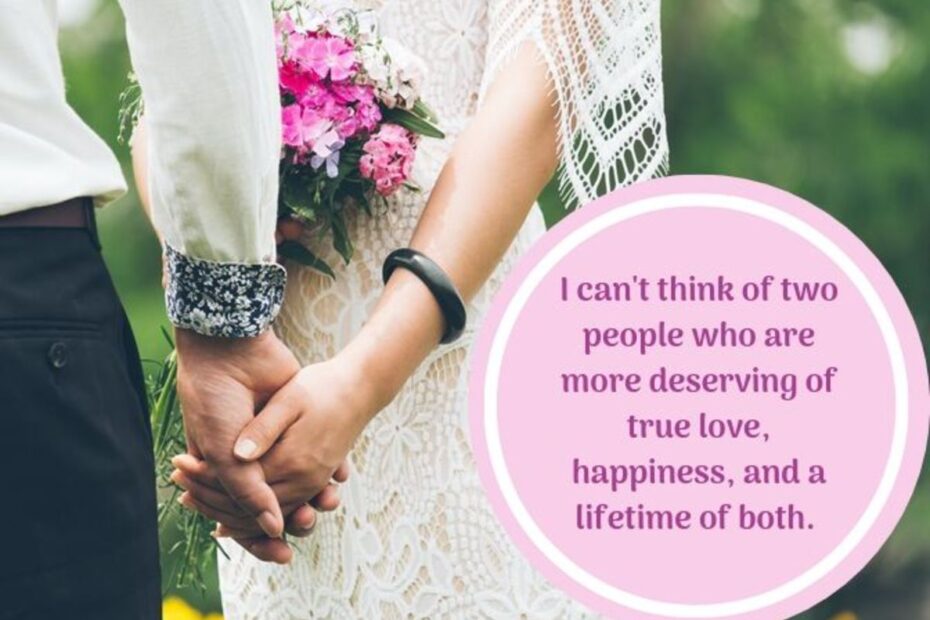 I can't think of two
people who are
more deserving of
true love,
happiness, and a
lifetime of both.